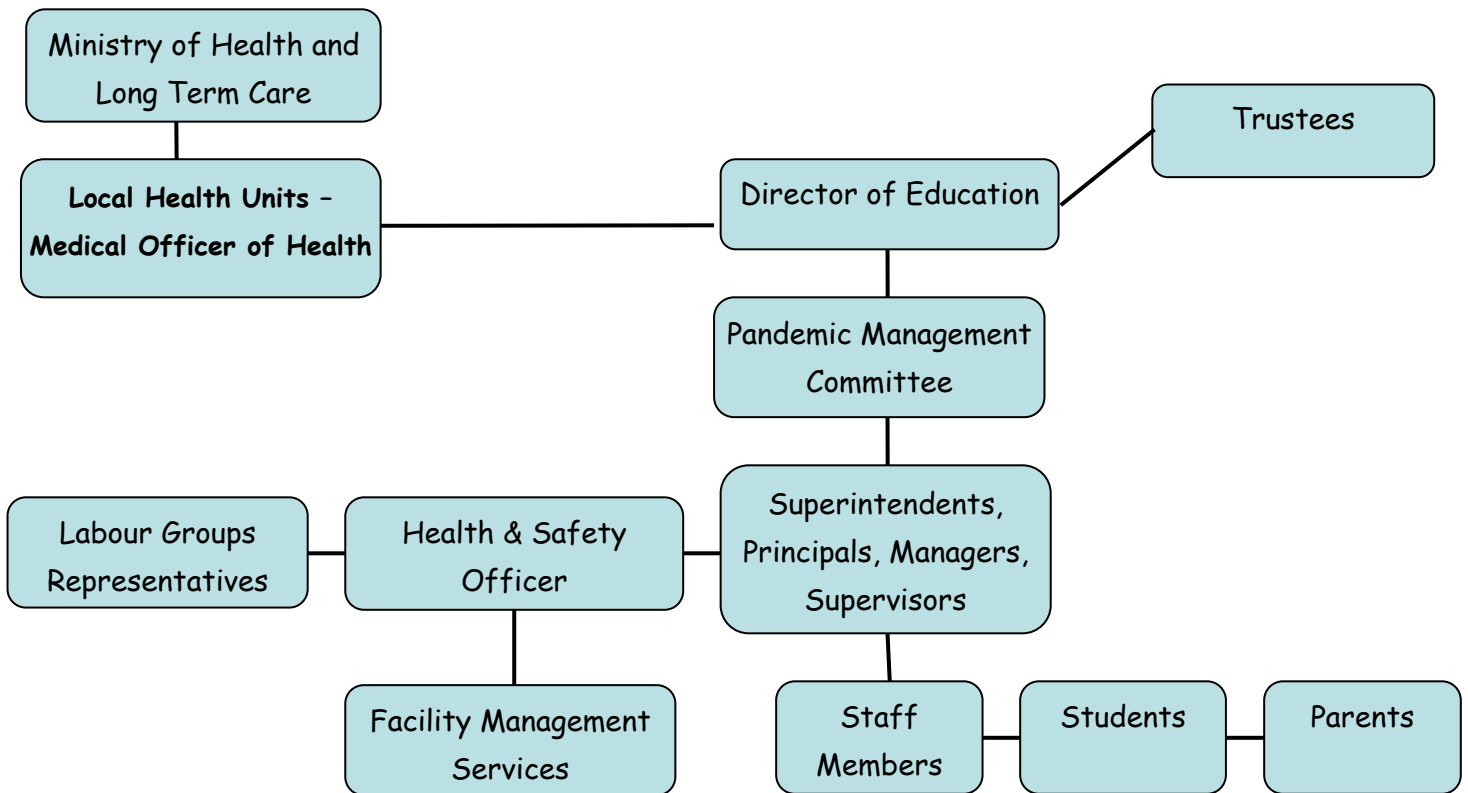 Ministry of Health and
Long Term Care
Trustees
Local Health Units –
Medical Officer of Health
Director of Education
Pandemic Management
Committee
Labour Groups
Representatives
Health & Safety
Officer
Superintendents,
Principals, Managers,
Supervisors
Facility Management
Services
Staff
Members
Students
Parents